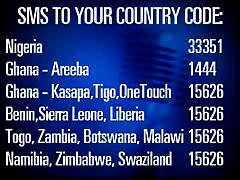 SMS TO YOUR COUNTRY CODE:
Nigeria 33351
Ghana - Areeba 1444
Ghana - Kasapa,Tigo,OneTouch 15626
Benin,Sierra Leone, Liberia 15626
Togo, Zambia, Botswana, Malawi 15626
Namibia, Zimbabwe, Swaziland 15626